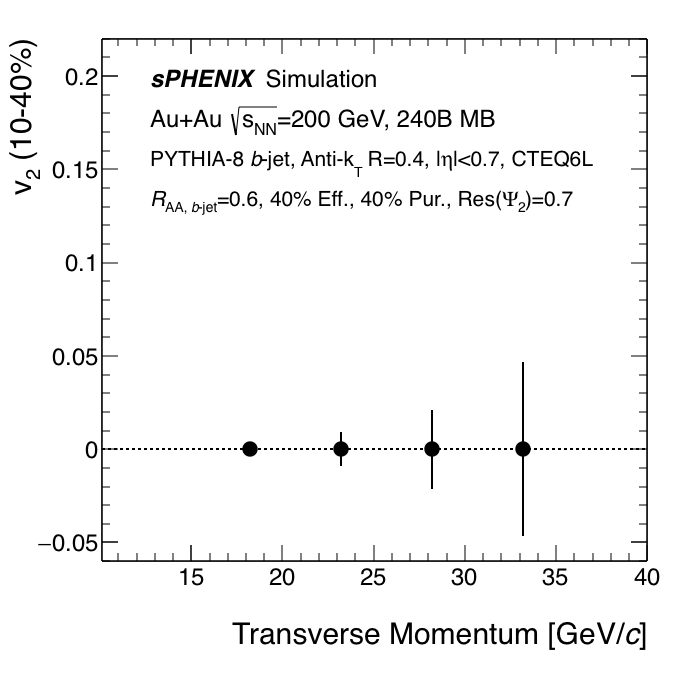 v2 (10-40%)
0.2
0.15
0.1
0.05
0
−0.05
sPHENIX Simulation
Au+Au √sNN=200 GeV, 240B MB
PYTHIA-8 b-jet, Anti-kT R=0.4, |η|<0.7, CTEQ6L
RAA, b-jet=0.6, 40% Eff., 40% Pur., Res(Ψ2)=0.7
15 20 25 30 35 40
Transverse Momentum [GeV/c]